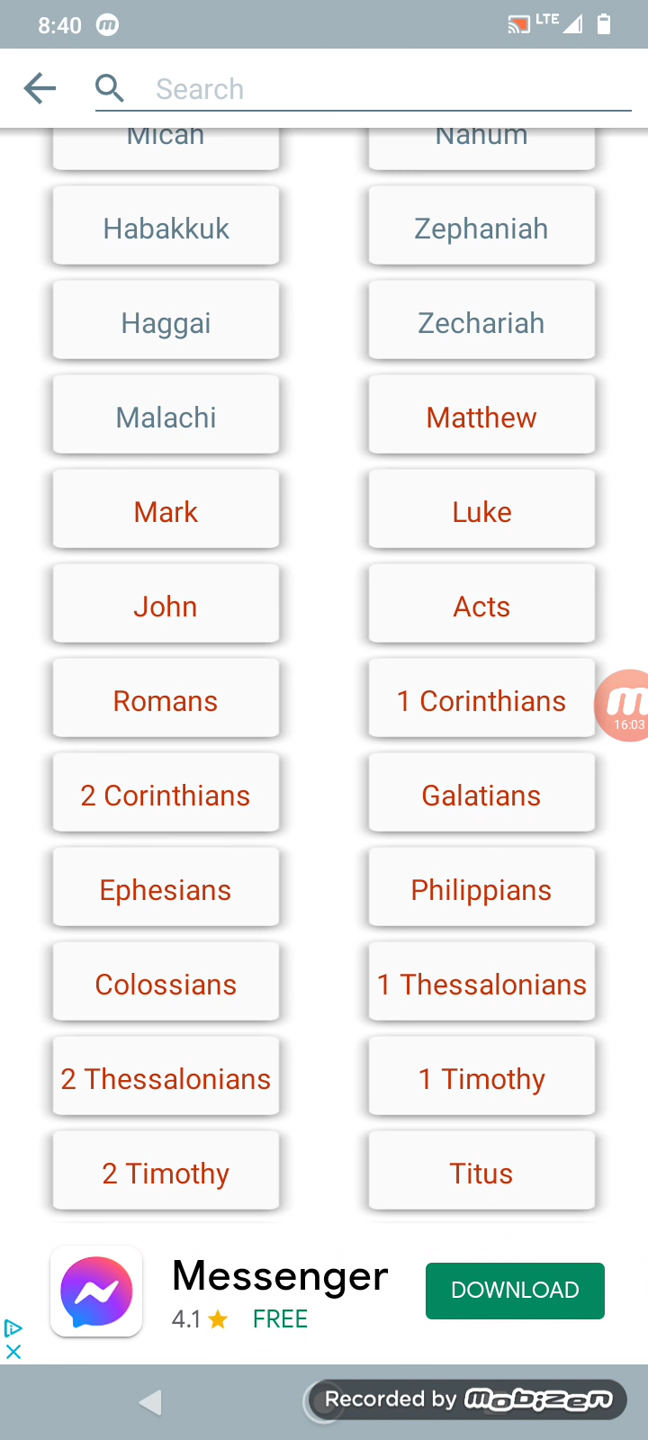 8:40 m LTE
Search
Micah Nahum
Habakkuk Zephaniah
Haggai Zechariah
Malachi Matthew
Mark Luke
John Acts
Romans 1 Corinthians
m
16:03
2 Corinthians Galatians
Ephesians Philippians
Colossians 1 Thessalonians
2 Thessalonians 1 Timothy
2 Timothy Titus
Messenger
4.1 FREE
DOWNLOAD
Recorded by mobizen